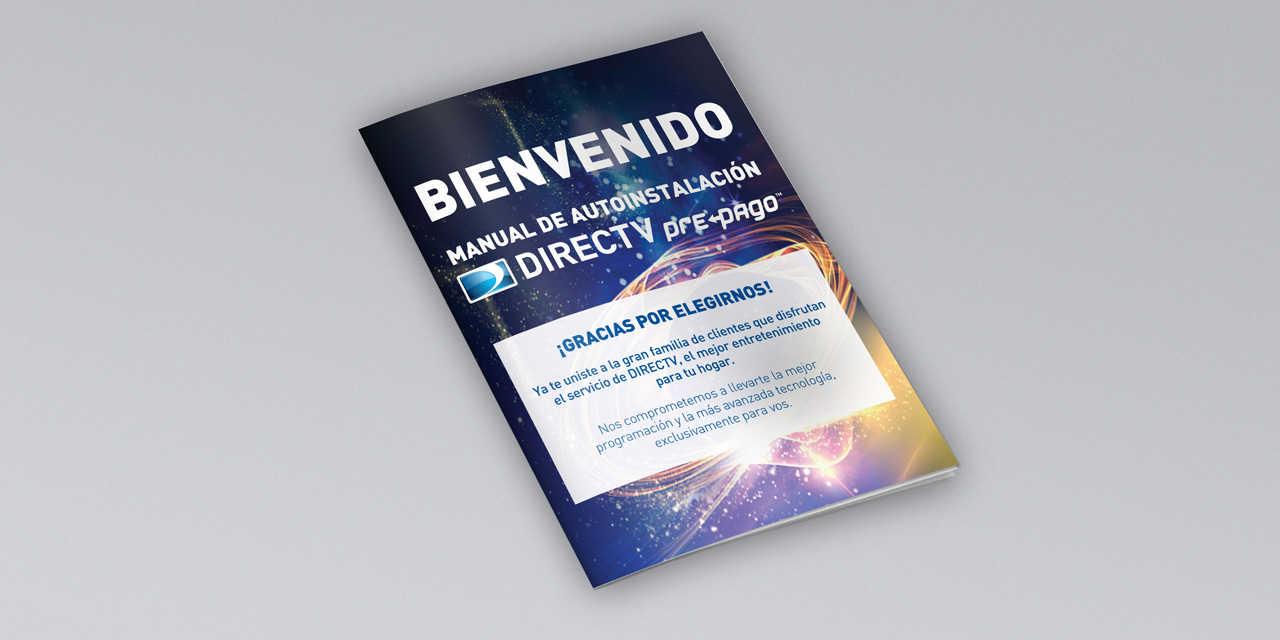 BIENVENIDO
MANUAL DE AUTOINSTALACIÓN
DIRECTV PrE-PAgo™
¡GRACIAS POR ELEGIRNOS!
Ya te uniste a la gran familia de clientes que disfrutan
el servicio de DIRECTV, el mejor entretenimiento
para tu hogar.
Nos comprometemos a llevarte la mejor
programación y la más avanzada tecnología,
exclusivamente para vos.